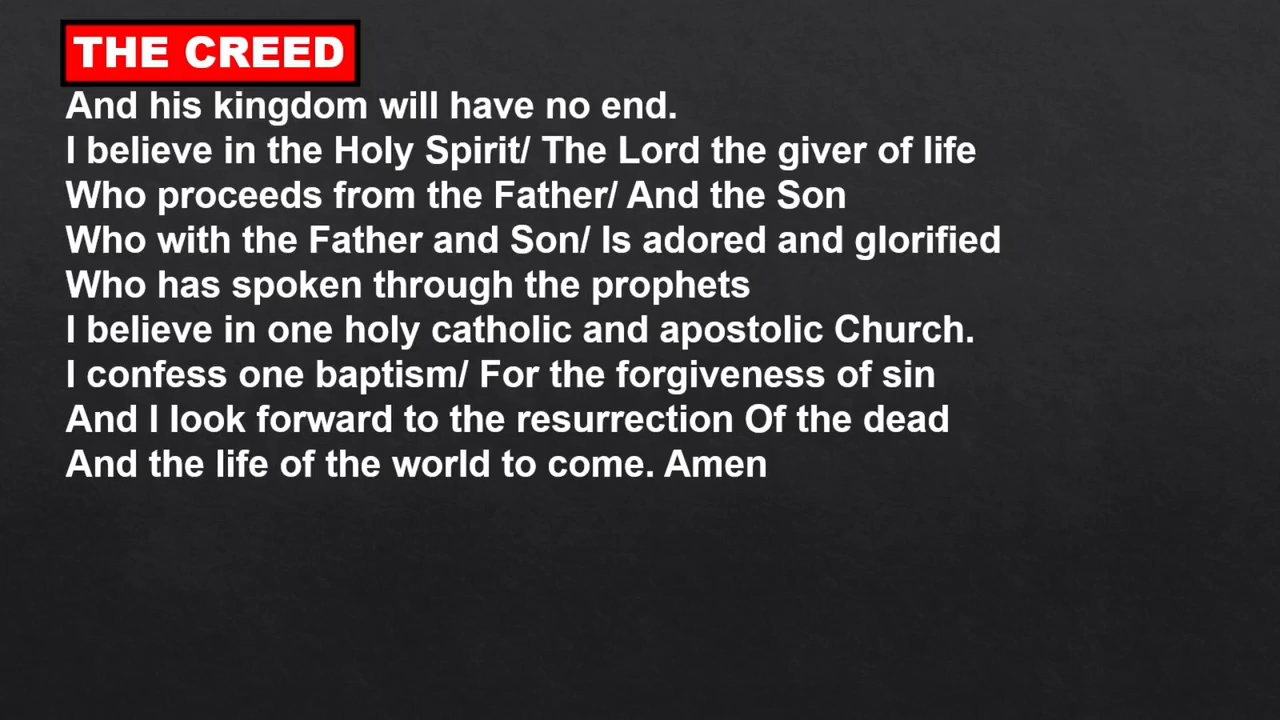 THE CREED
And his kingdom will have no end.
I believe in the Holy Spirit/ The Lord the giver of life
Who proceeds from the Father/ And the Son
Who with the Father and Son/ Is adored and glorified
Who has spoken through the prophets
I believe in one holy catholic and apostolic Church.
I confess one baptism/ For the forgiveness of sin
And I look forward to the resurrection Of the dead
And the life of the world to come. Amen